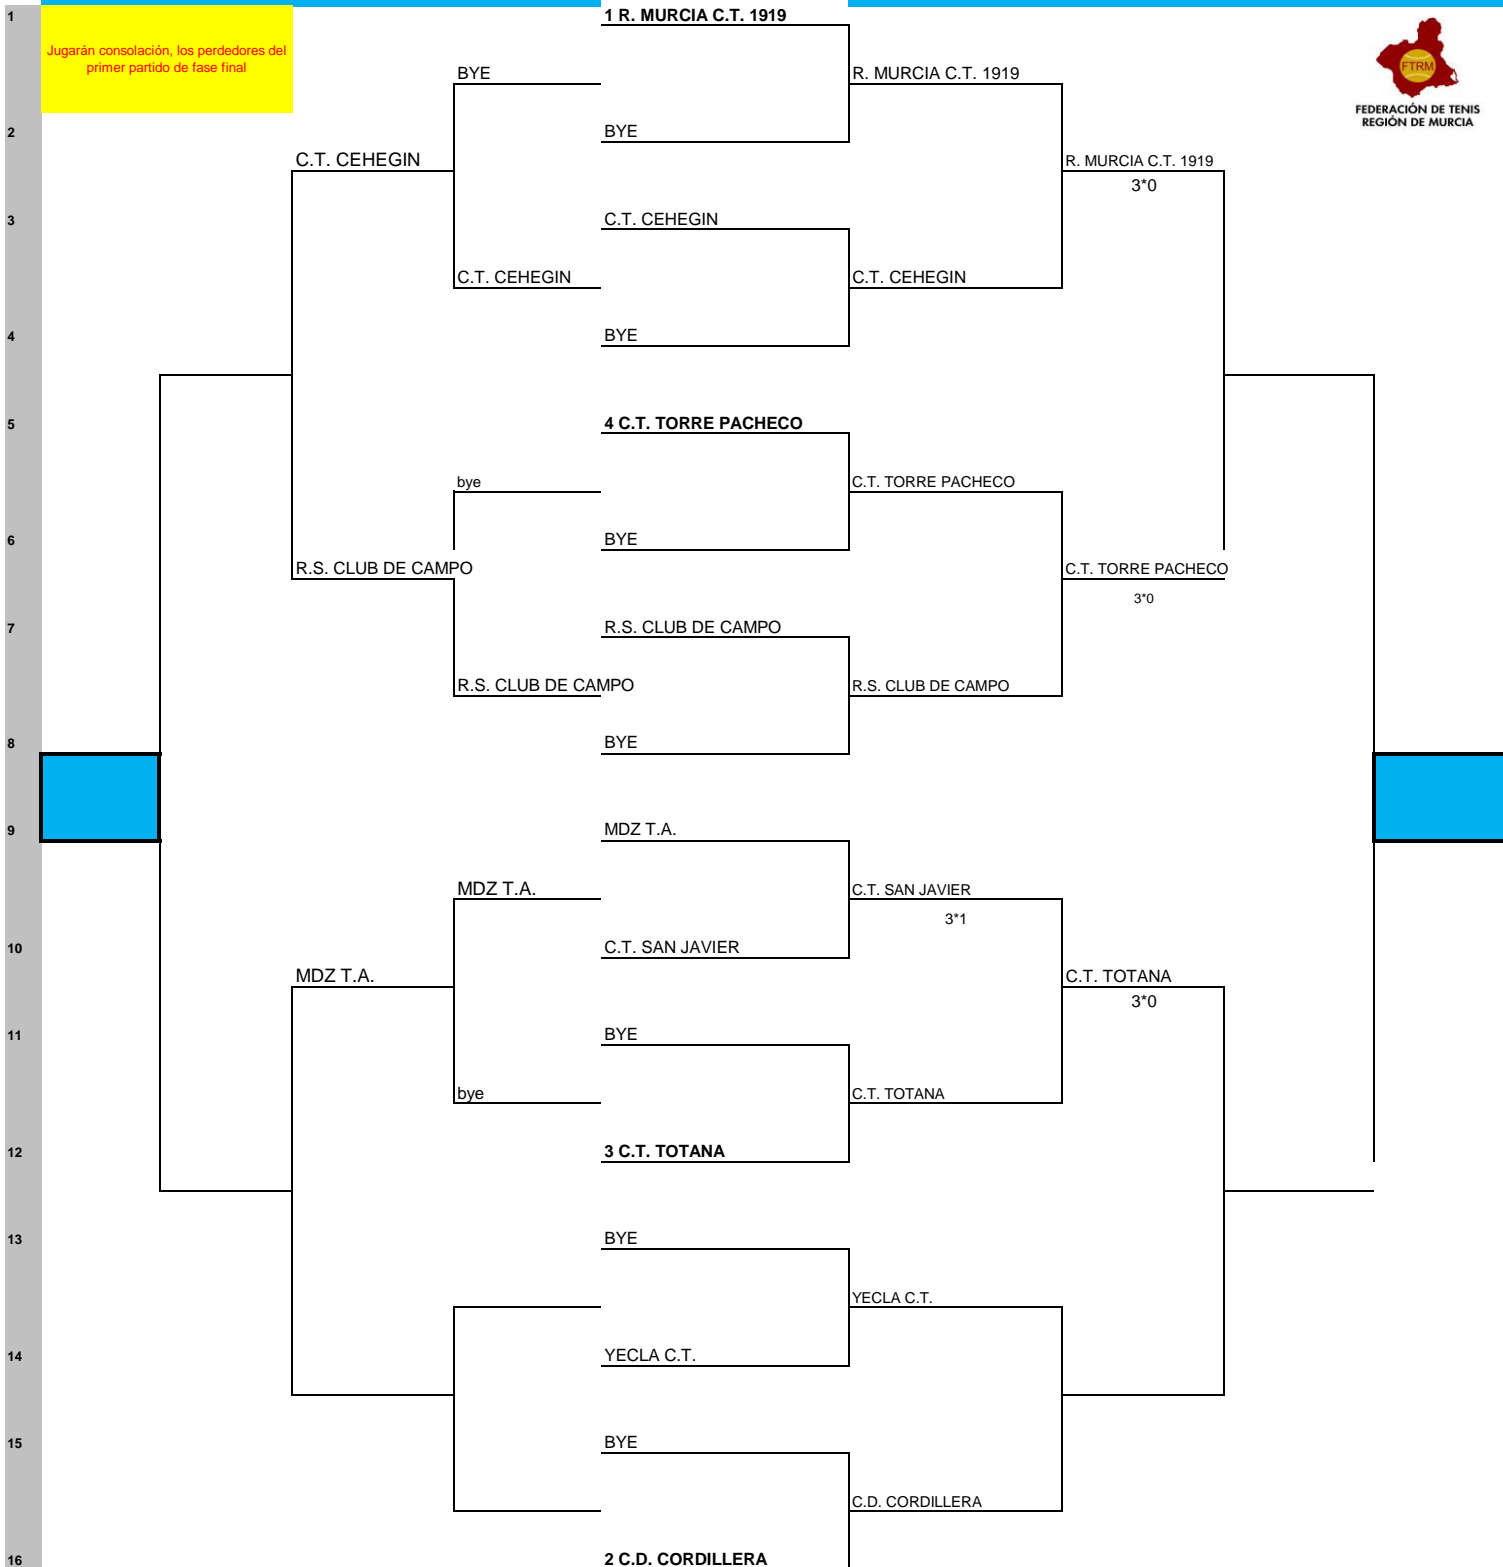 1
1 R. MURCIA C.T. 1919
Jugarán consolación, los perdedores del
primer partido de fase final
FTRM
FEDERACIÓN DE TENIS
REGIÓN DE MURCIA
BYE
R. MURCIA C.T. 1919
2
BYE
C.T. CEHEGIN
R. MURCIA C.T. 1919
3*0
3
C.T. CEHEGIN
C.T. CEHEGIN
C.T. CEHEGIN
4
BYE
5
4 C.T. TORRE PACHECO
bye
C.T. TORRE PACHECO
6
BYE
R.S. CLUB DE CAMPO
C.T. TORRE PACHECO
3*0
7
R.S. CLUB DE CAMPO
R.S. CLUB DE CAMPO
R.S. CLUB DE CAMPO
8
BYE
9
MDZ T.A.
MDZ T.A.
C.T. SAN JAVIER
3*1
10
C.T. SAN JAVIER
MDZ T.A.
C.T. TOTANA
3*0
11
BYE
bye
C.T. TOTANA
12
3 C.T. TOTANA
13
BYE
YECLA C.T.
14
YECLA C.T.
15
BYE
C.D. CORDILLERA
16
2 C.D. CORDILLERA